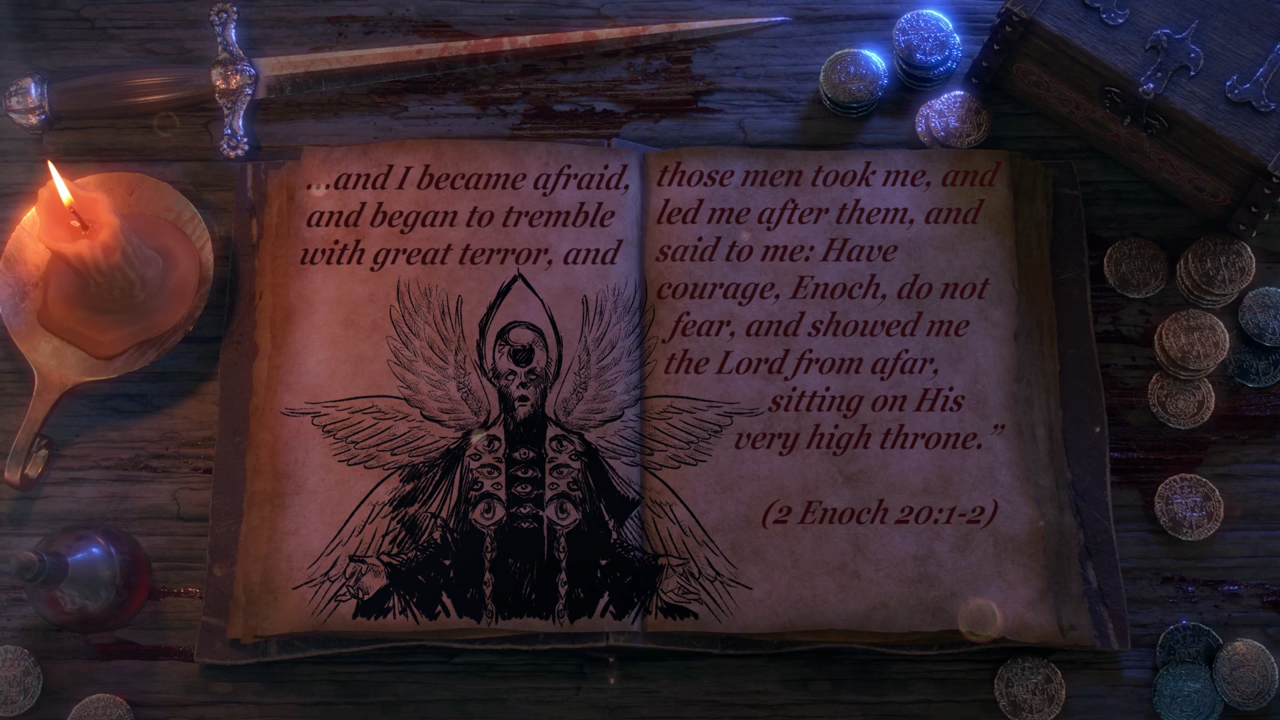 ...and I became afraid,
and began to tremble
with great terror, and
those men took me, and
led me after them, and
said to me: Have
courage, Enoch, do not
fear, and showed me
the Lord from afar,
sitting on His
very high throne.”
(2 Enoch 20:1-2)